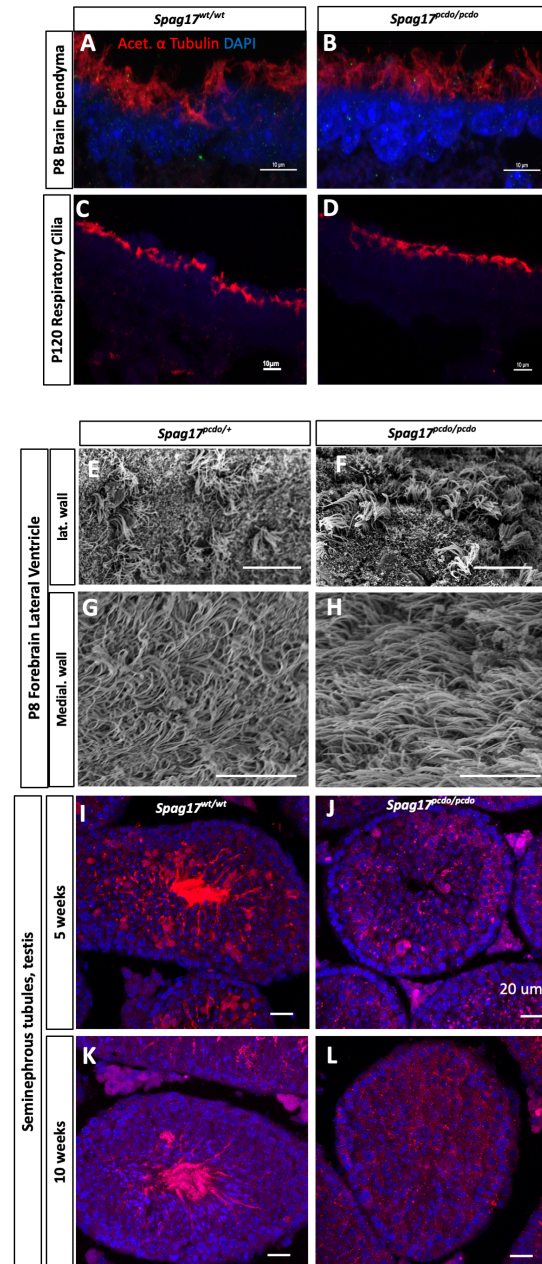 Spag17wt/wt
Spag17pcdo/pcdo
P8 Brain Ependyma
A
Acet. α Tubulin DAPI
10 µm
B
10 µm
P120 Respiratory Cilia
C
10µm
D
10 µm
Spag17pcdo/+
Spag17pcdo/pcdo
P8 Forebrain Lateral Ventricle
lat. wall
E
F
Medial. wall
G
H
Seminephrous tubules, testis
5 weeks
I
Spag17wt/wt
J
Spag17pcdo/pcdo
20 um
10 weeks
K
L